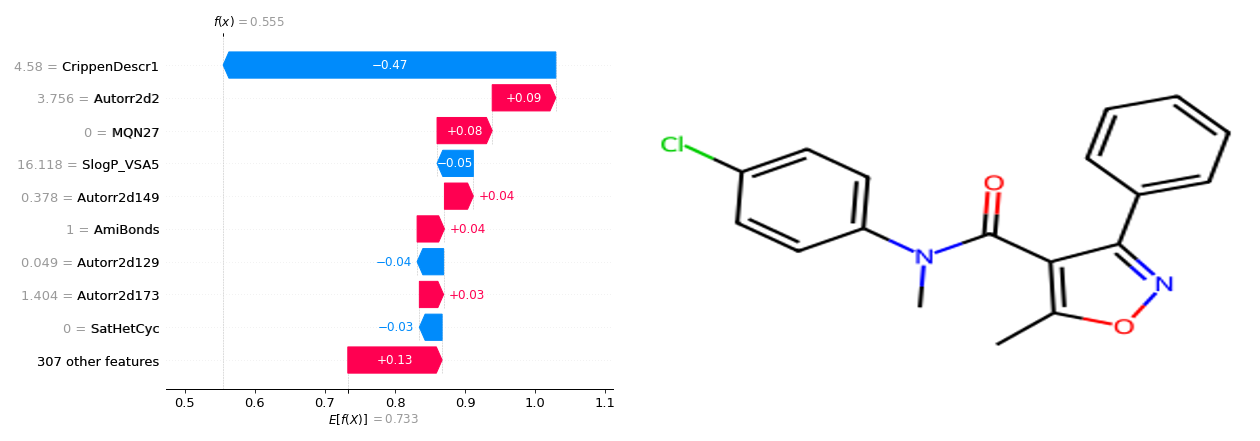 f(x) = 0.555
4.58 = CrippenDescr1
−0.47
3.756 = Autorr2d2
+0.09
0 = MQN27
+0.08
16.118 = SlogP_VSA5
−0.05
0.378 = Autorr2d149
+0.04
1 = AmiBonds
+0.04
0.049 = Autorr2d129
−0.04
1.404 = Autorr2d173
+0.03
0 = SatHetCyc
−0.03
307 other features
+0.13
0.5 0.6 0.7 0.8 0.9 1.0 1.1
E[f(X)] = 0.733
Cl
O
N
N
O